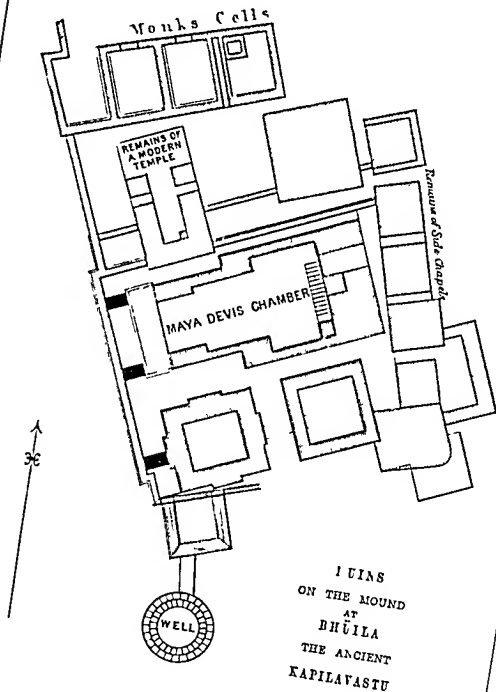 Monks Cells
REMAINS OF
A MODERN
TEMPLE
Remains of Side Chapels
MAYA DEVIS CHAMBER
WELL
RUINS
ON THE MOUND
AT
BHÜILA
THE ANCIENT
KAPILAVASTU